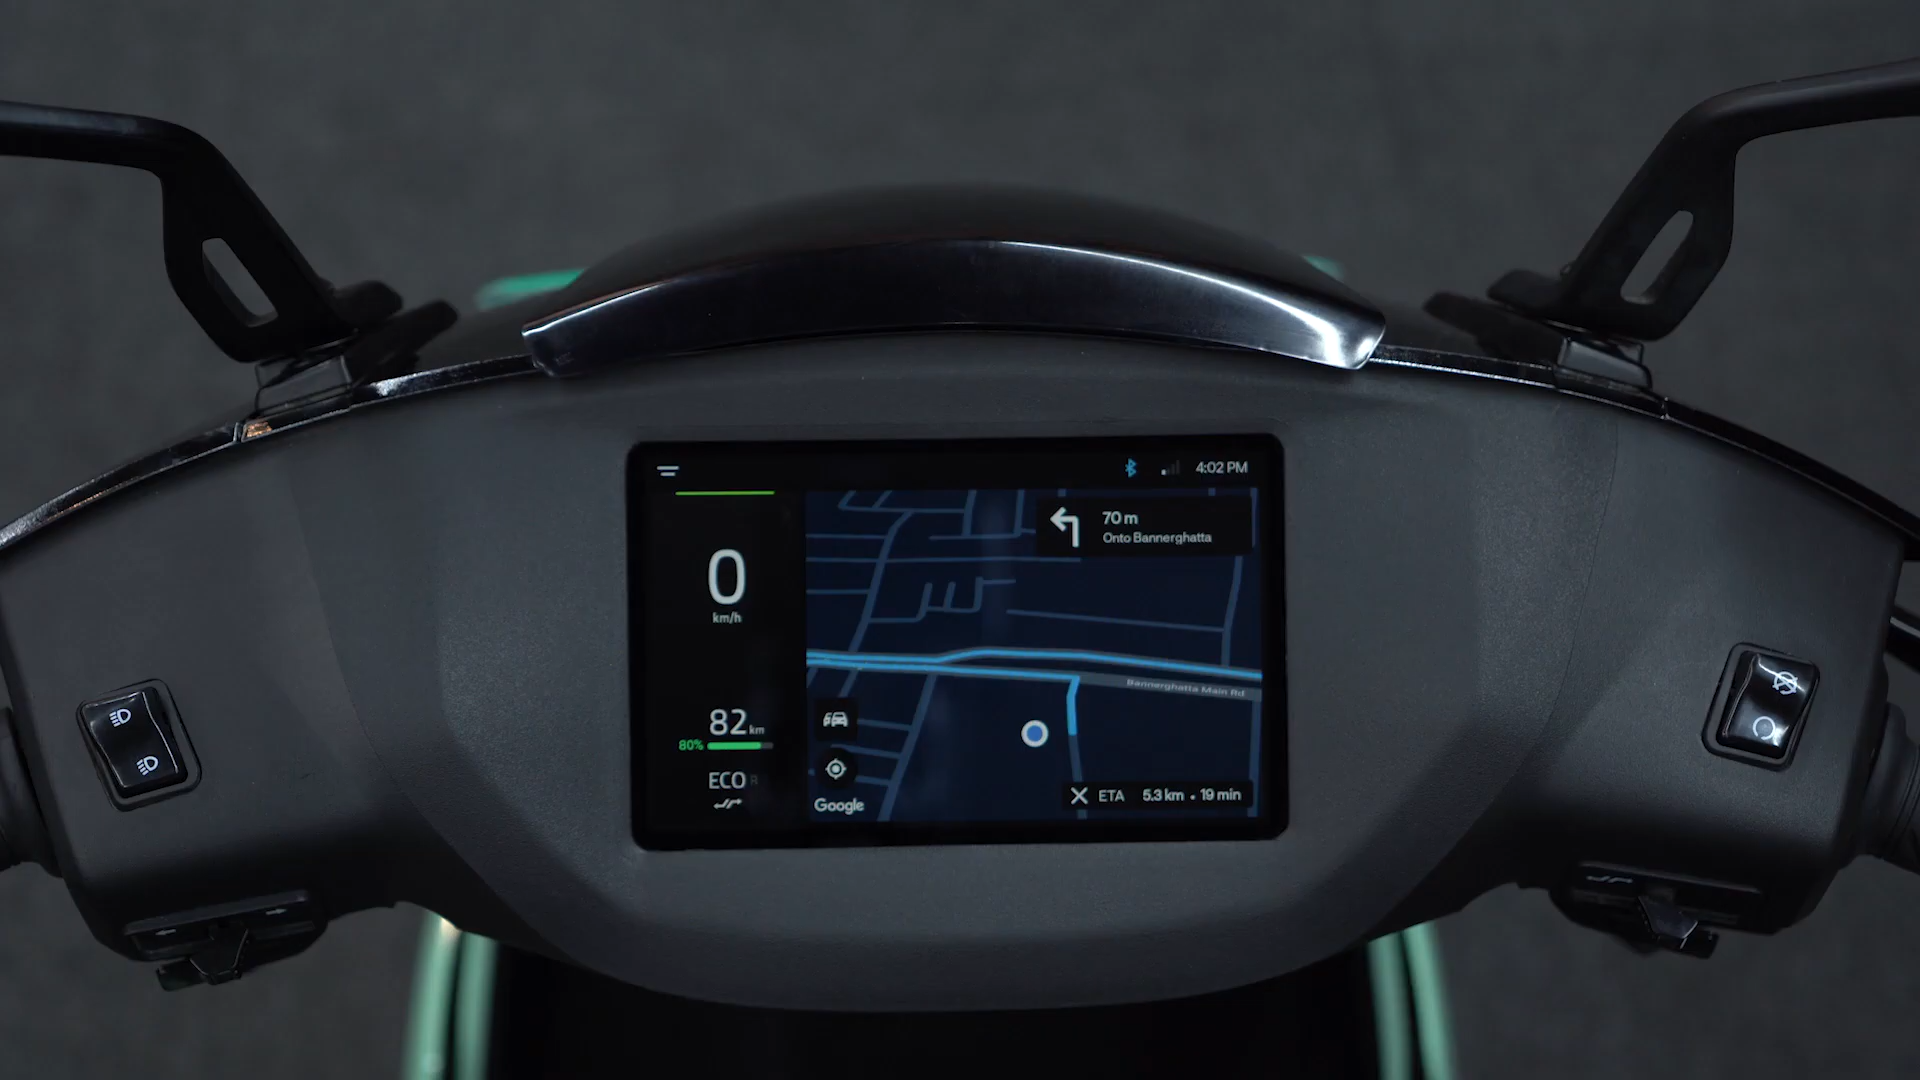 4:02 PM
70 m
Onto Bannerghatta
0
km/h
Bannerghatta Main Rd
82 km
80%
ECO
Google
ETA 5.3 km • 19 min